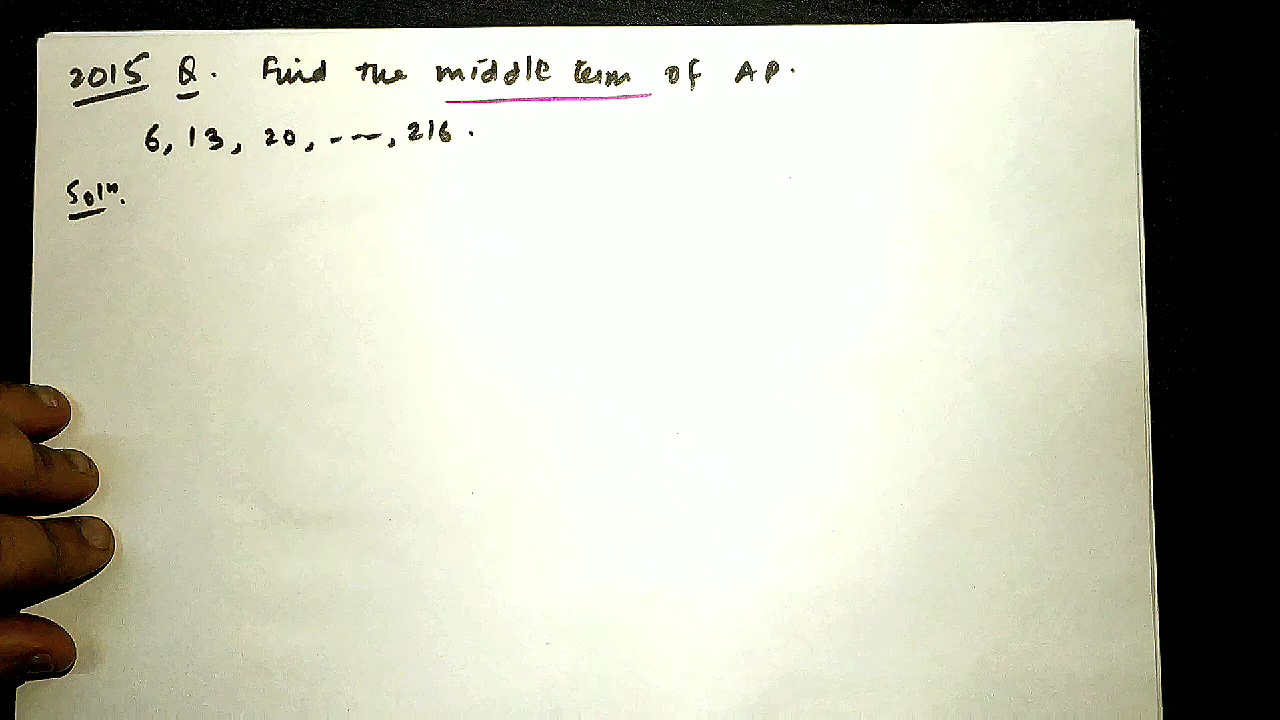 2015 Q. Find the middle term of AP.
6, 13, 20, ---, 216.
Solⁿ.